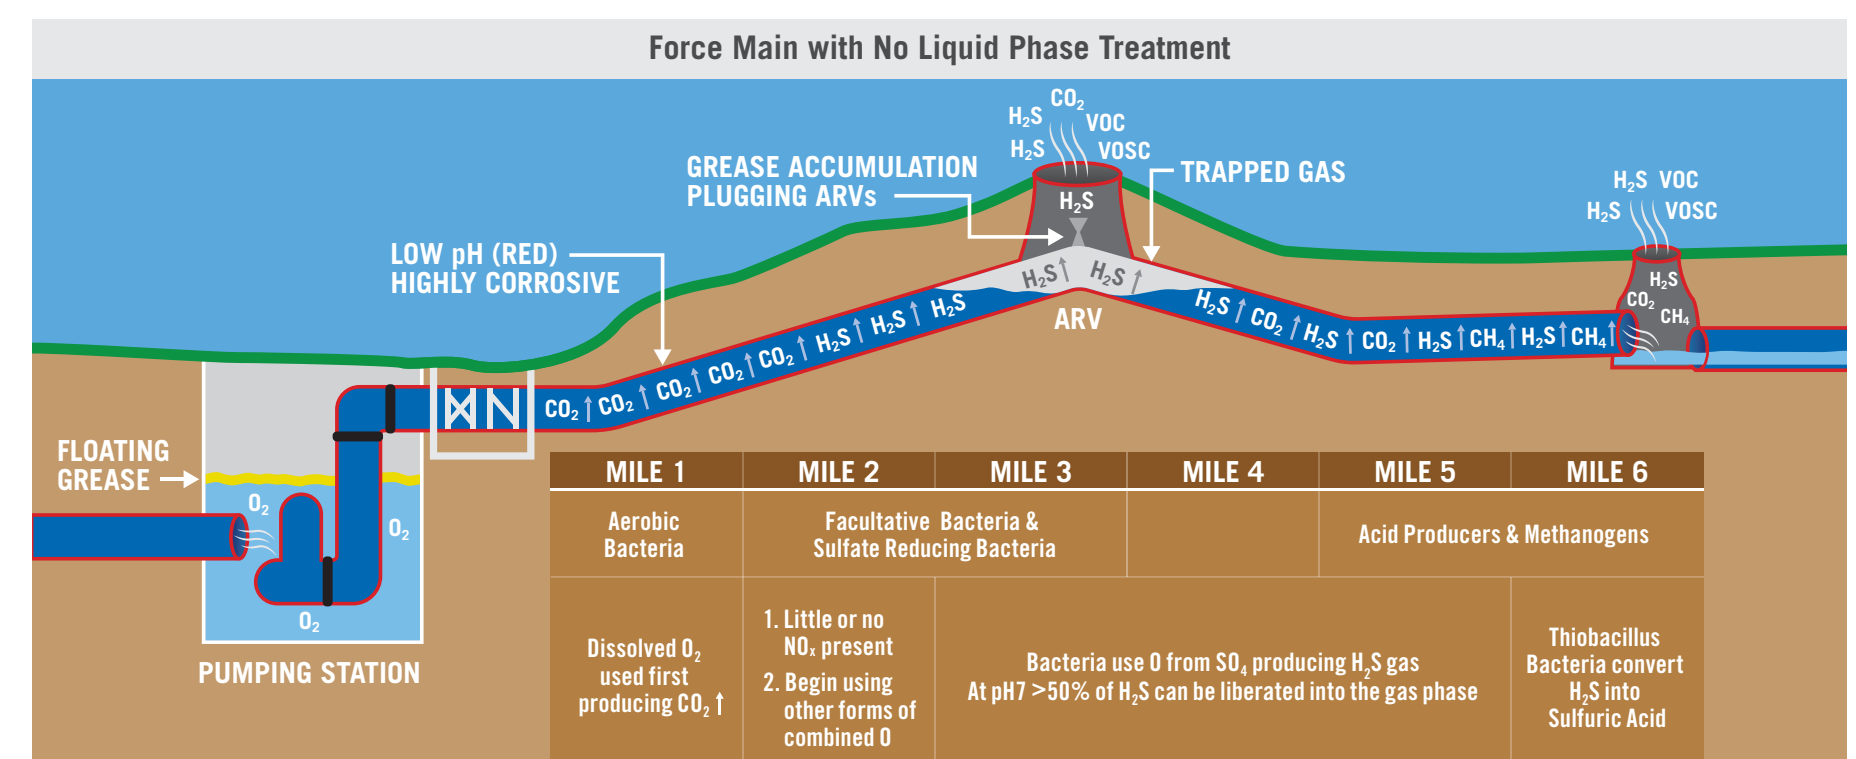 Force Main with No Liquid Phase Treatment
CO₂
H₂S
VOC
H₂S
VOSC
GREASE ACCUMULATION
PLUGGING ARVs
TRAPPED GAS
H₂S
H₂S VOC
H₂S VOSC
LOW pH (RED)
HIGHLY CORROSIVE
H₂S↑ H₂S↑
ARV
H₂S
CO₂
CH₄
CO₂↑ CO₂↑ CO₂↑ CO₂↑ CO₂↑ H₂S↑ H₂S↑ H₂S
H₂S↑ CO₂↑ H₂S↑ CO₂↑ H₂S↑ CH₄↑ H₂S↑ CH₄↑
FLOATING
GREASE
O₂
O₂
O₂
PUMPING STATION
MILE 1 MILE 2 MILE 3 MILE 4 MILE 5 MILE 6
Aerobic
Bacteria
Facultative Bacteria &
Sulfate Reducing Bacteria
Acid Producers & Methanogens
Dissolved O₂
used first
producing CO₂ ↑
1. Little or no
NOₓ present
2. Begin using
other forms of
combined O
Bacteria use O from SO₄ producing H₂S gas
At pH7 >50% of H₂S can be liberated into the gas phase
Thiobacillus
Bacteria convert
H₂S into
Sulfuric Acid